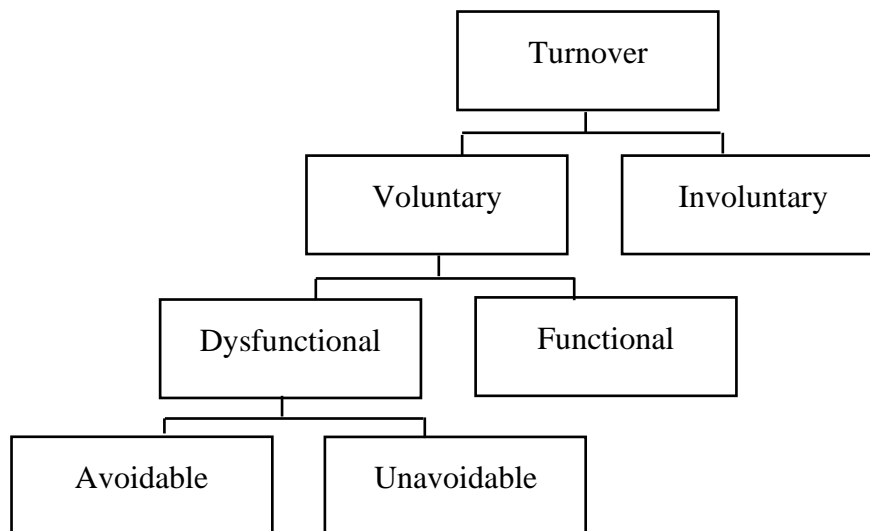 Turnover
Voluntary
Involuntary
Dysfunctional
Functional
Avoidable
Unavoidable